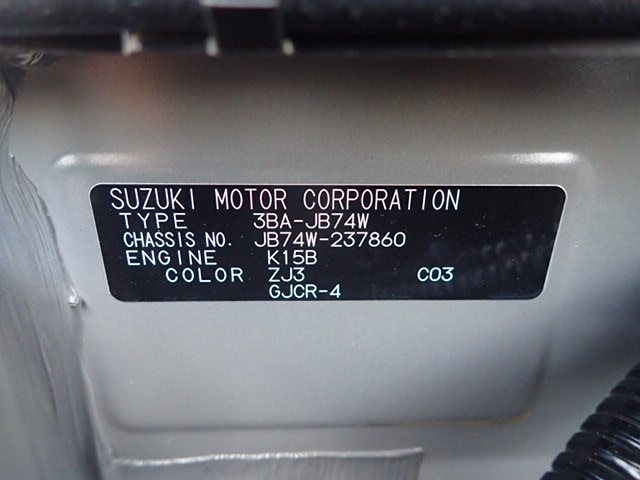 SUZUKI MOTOR CORPORATION
TYPE 3BA-JB74W
CHASSIS NO. JB74W-237860
ENGINE K15B
COLOR ZJ3 C03
GJCR-4